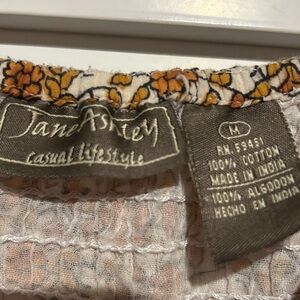 Jane Ashley
casual lifestyle
M
RN 59451
100% COTTON
MADE IN INDIA
100% ALGODON
HECHO EN INDIA